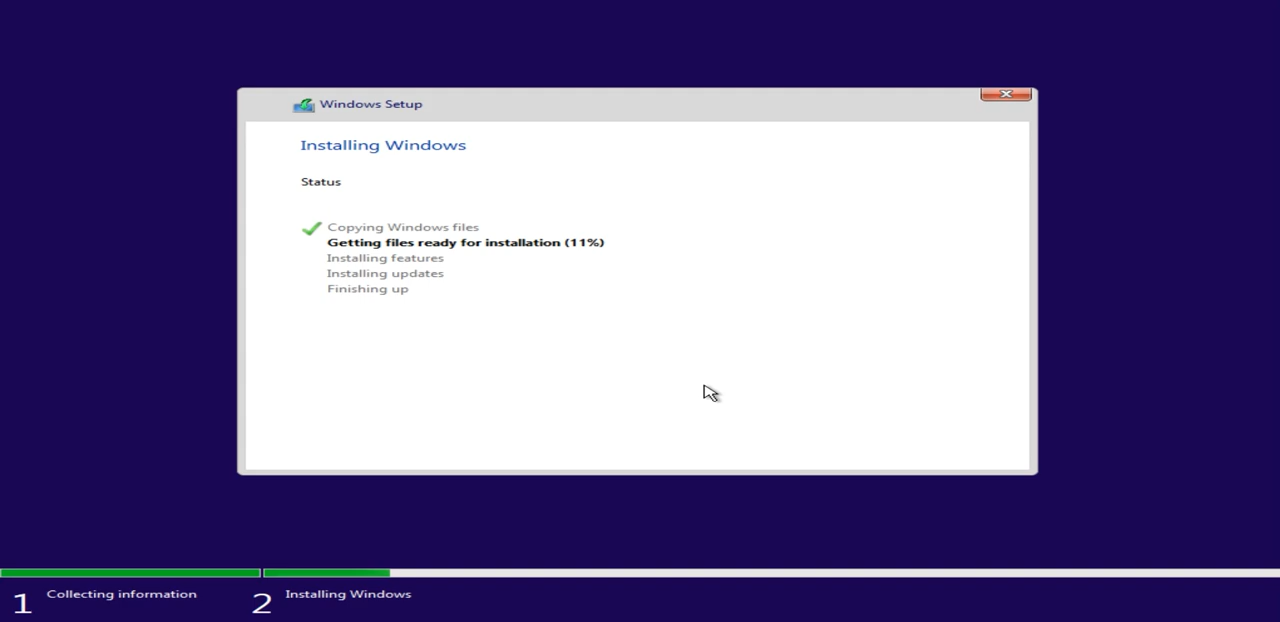 Windows Setup
Installing Windows
Status
Copying Windows files
Getting files ready for installation (11%)
Installing features
Installing updates
Finishing up
1 Collecting information
2 Installing Windows